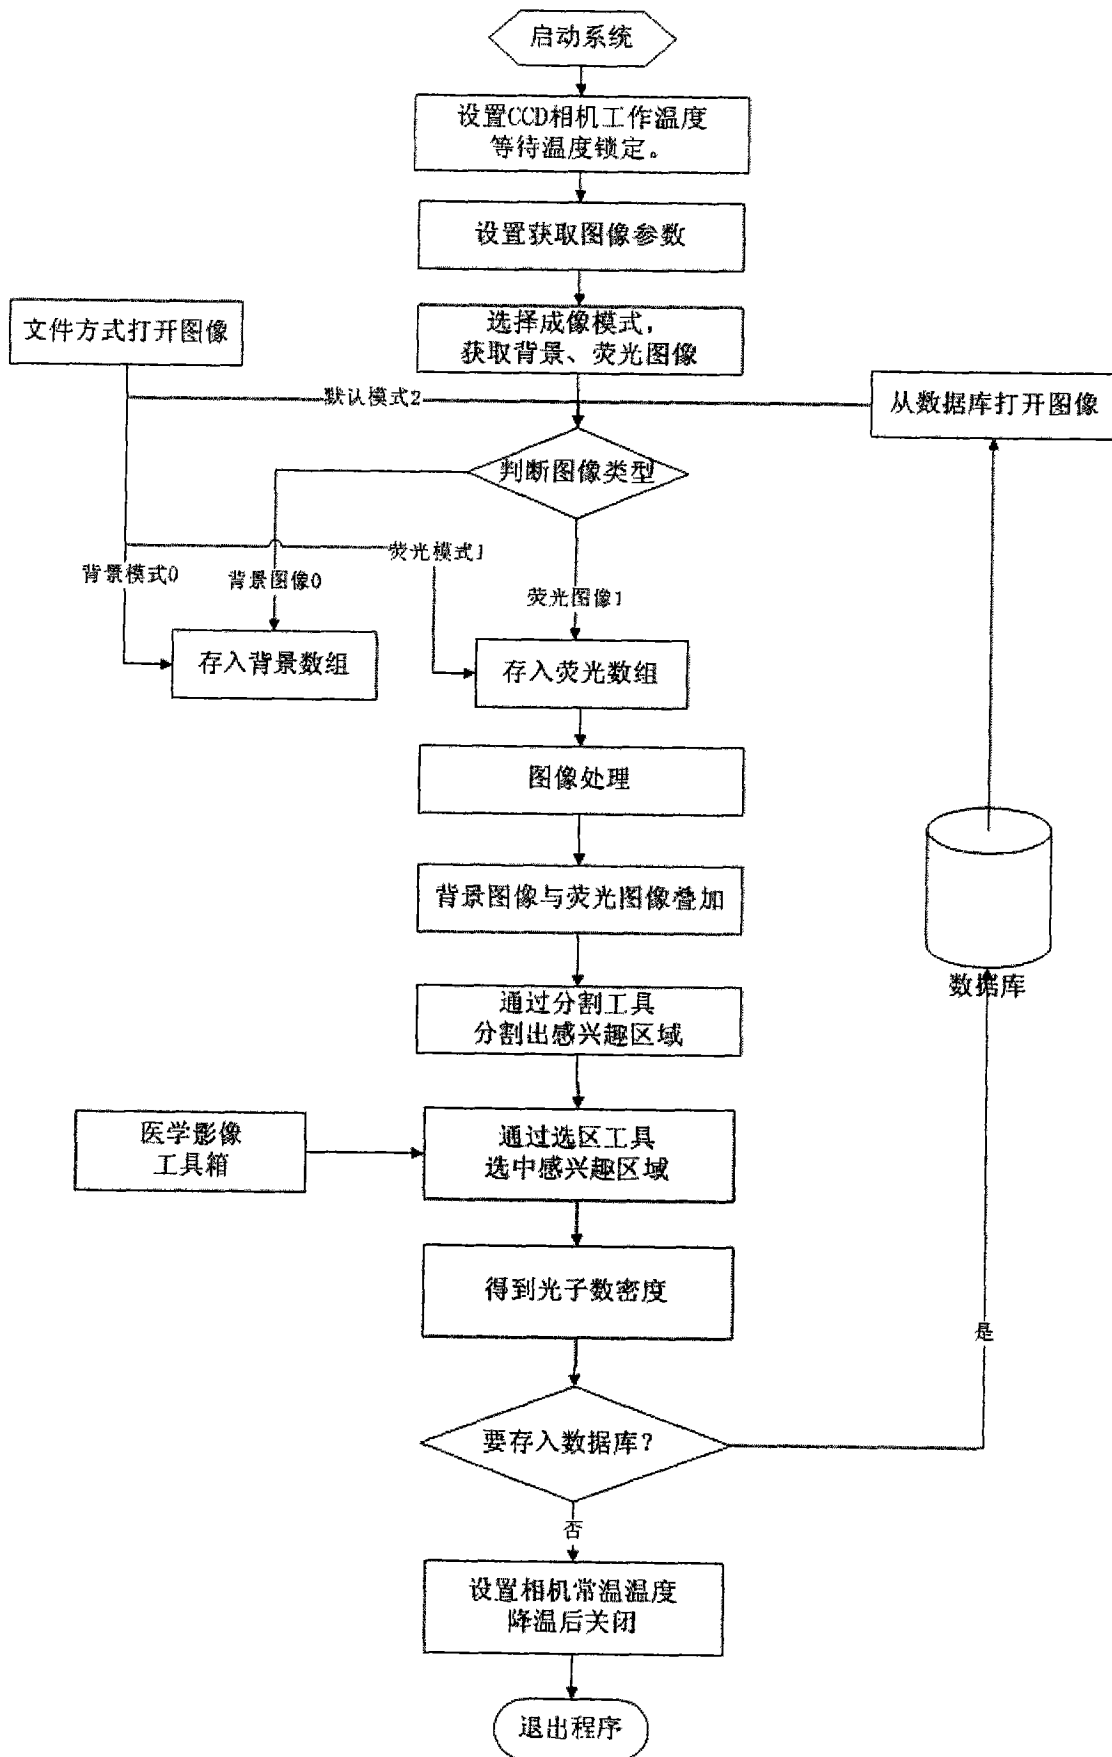 启动系统
设置CCD相机工作温度
等待温度锁定。
设置获取图像参数
文件方式打开图像
选择成像模式，
获取背景、荧光图像
默认模式2
从数据库打开图像
判断图像类型
荧光模式1
背景模式0
背景图像0
荧光图像1
存入背景数组
存入荧光数组
图像处理
背景图像与荧光图像叠加
数据库
通过分割工具
分割出感兴趣区域
医学影像
工具箱
通过选区工具
选中感兴趣区域
得到光子数密度
是
要存入数据库？
否
设置相机常温温度
降温后关闭
退出程序